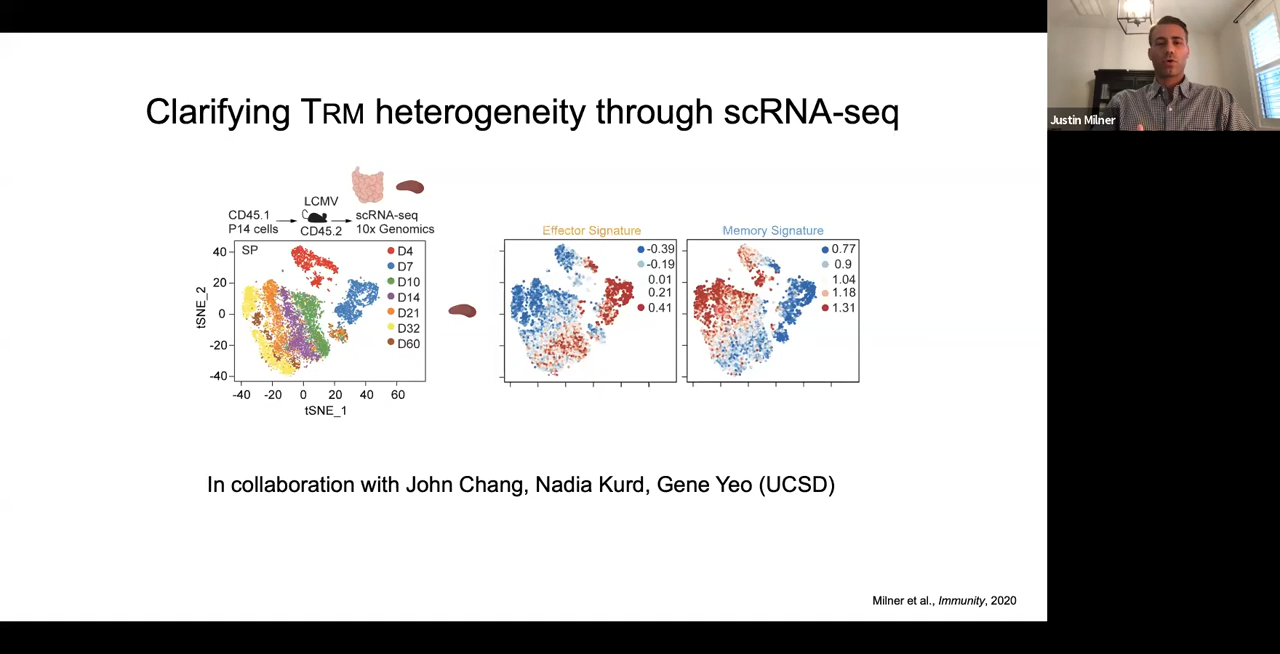 Clarifying TRM heterogeneity through scRNA-seq
Justin Milner
LCMV
CD45.1
P14 cells
CD45.2
scRNA-seq
10x Genomics
SP
D4
D7
D10
D14
D21
D32
D60
40
20
0
-20
-40
tSNE_2
-40 -20 0 20 40 60
tSNE_1
Effector Signature
-0.39
-0.19
0.01
0.21
0.41
Memory Signature
0.77
0.9
1.04
1.18
1.31
In collaboration with John Chang, Nadia Kurd, Gene Yeo (UCSD)
Milner et al., Immunity, 2020